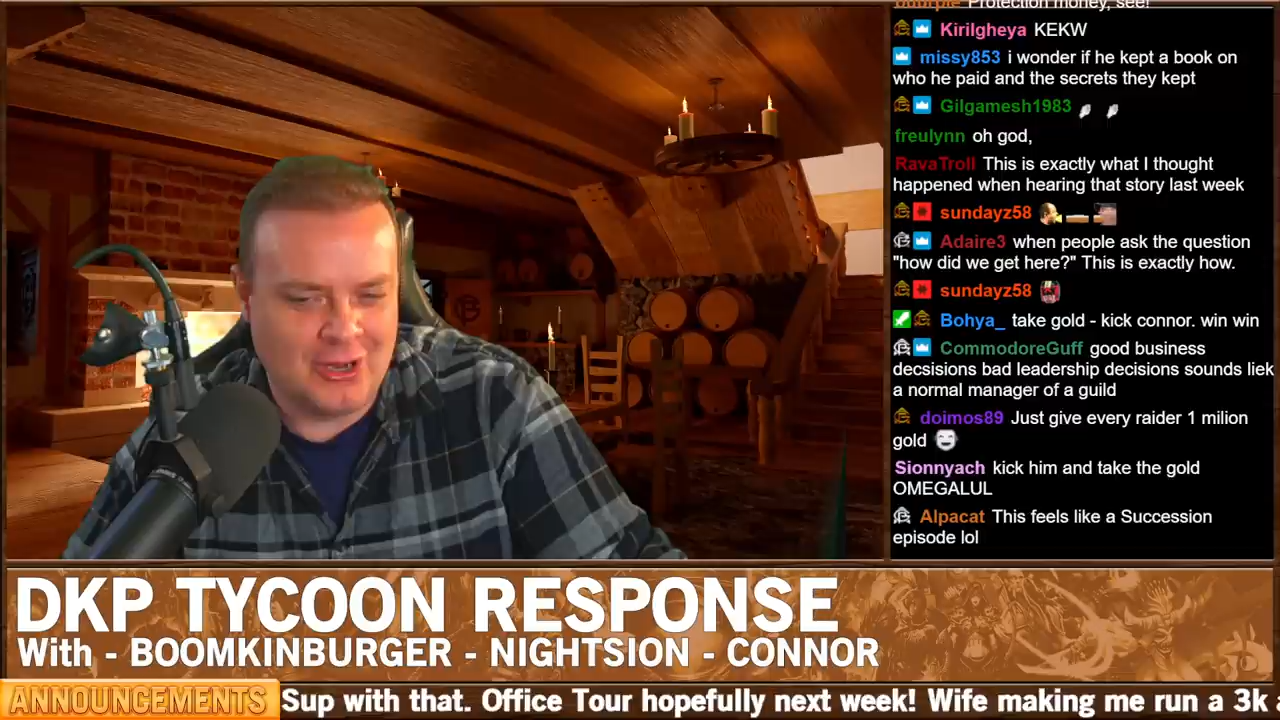 buurpie Protection money, see!
Kirilgheya KEKW
missy853 i wonder if he kept a book on
who he paid and the secrets they kept
Gilgamesh1983
freulynn oh god,
RavaTroll This is exactly what I thought
happened when hearing that story last week
sundayz58
Adaire3 when people ask the question
"how did we get here?" This is exactly how.
sundayz58
Bohya_ take gold - kick connor. win win
CommodoreGuff good business
decsisions bad leadership decisions sounds liek
a normal manager of a guild
doimos89 Just give every raider 1 milion
gold
Sionnyach kick him and take the gold
OMEGALUL
Alpacat This feels like a Succession
episode lol
DKP TYCOON RESPONSE
With - BOOMKINBURGER - NIGHTSION - CONNOR
ANNOUNCEMENTS Sup with that. Office Tour hopefully next week! Wife making me run a 3k